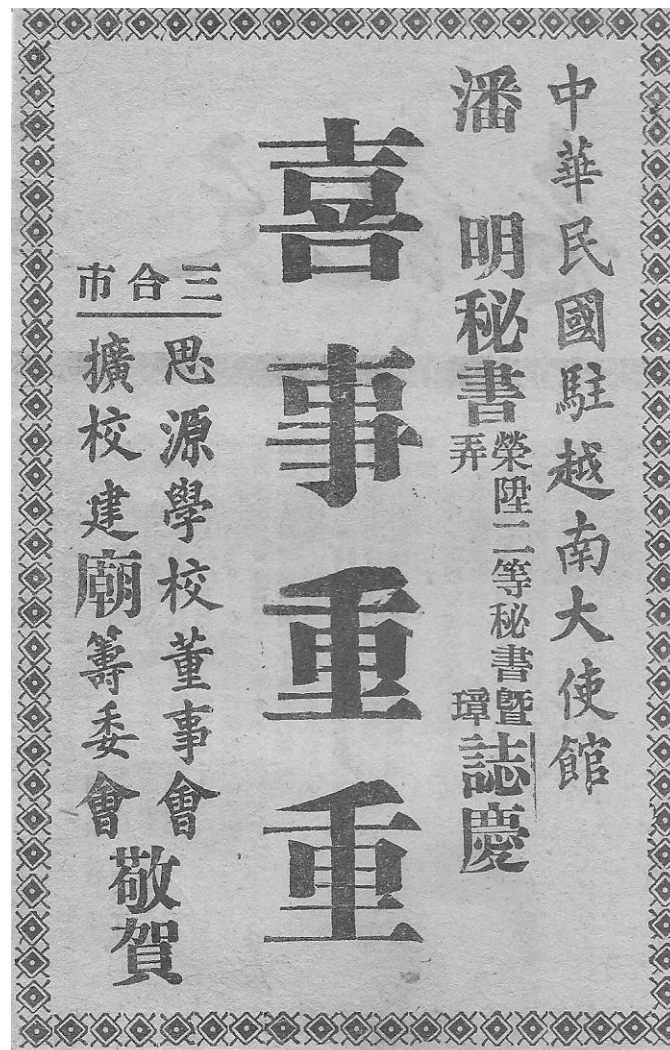 中華民國駐越南大使館
潘 明秘書榮陞二等秘書暨弄璋誌慶
喜事重重
三合市
思源學校董事會
擴校建廟籌委會
敬賀